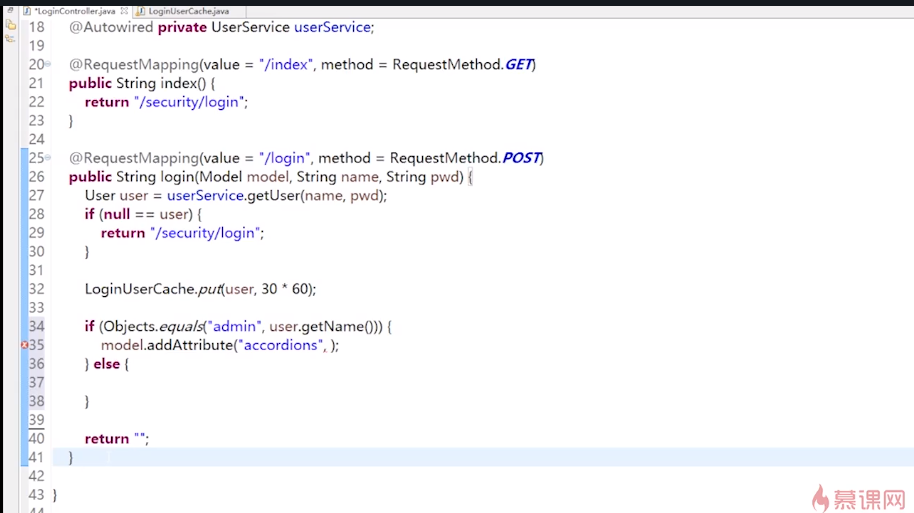 *LoginController.java LoginUserCache.java
18 @Autowired private UserService userService;
19
20 @RequestMapping(value = "/index", method = RequestMethod.GET)
21 public String index() {
22 return "/security/login";
23 }
24
25 @RequestMapping(value = "/login", method = RequestMethod.POST)
26 public String login(Model model, String name, String pwd) {
27 User user = userService.getUser(name, pwd);
28 if (null == user) {
29 return "/security/login";
30 }
31
32 LoginUserCache.put(user, 30 * 60);
33
34 if (Objects.equals("admin", user.getName())) {
35 model.addAttribute("accordions", );
36 } else {
37
38 }
39
40 return "";
41 }
42
43 }
44
慕课网